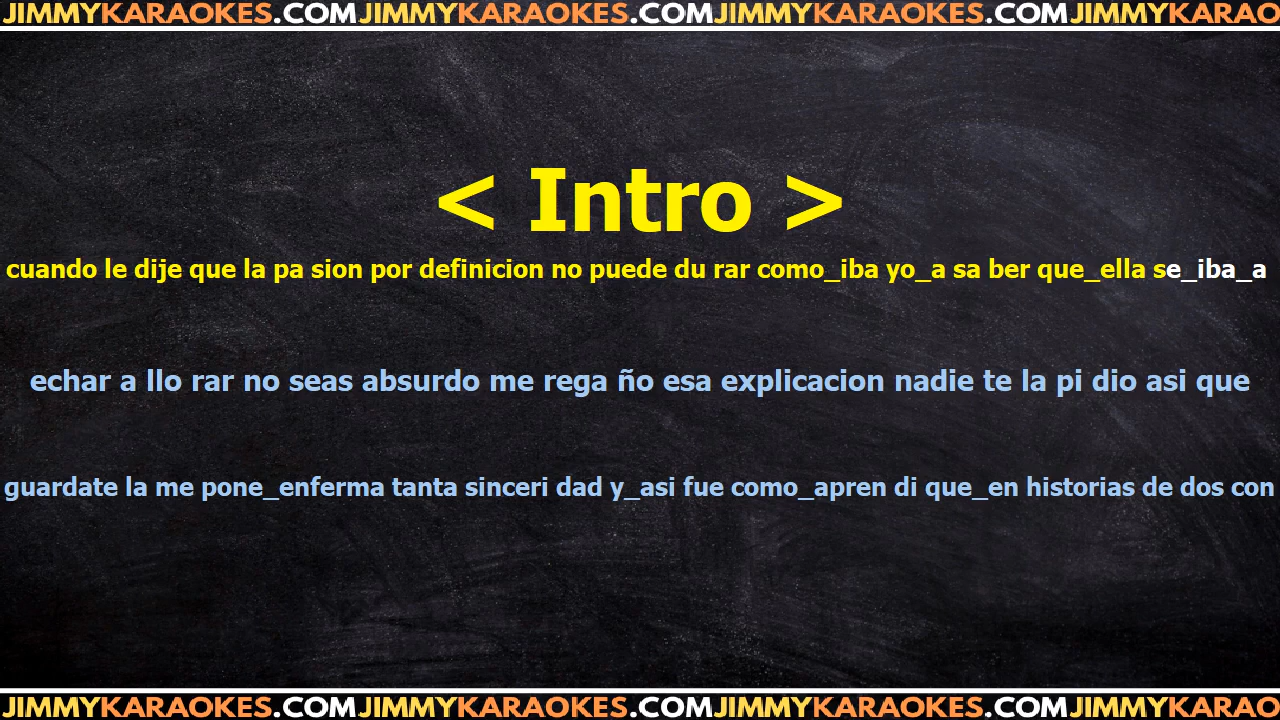 JIMMYKARAOKES.COMJIMMYKARAOKES.COMJIMMYKARAOKES.COMJIMMYKARAO
< Intro >
cuando le dije que la pa sion por definicion no puede du rar como_iba yo_a sa ber que_ella se_iba_a
echar a llo rar no seas absurdo me rega ño esa explicacion nadie te la pi dio asi que
guardate la me pone_enferma tanta sinceri dad y_asi fue como_apren di que_en historias de dos con
JIMMYKARAOKES.COMJIMMYKARAOKES.COMJIMMYKARAOKES.COMJIMMYKARAO